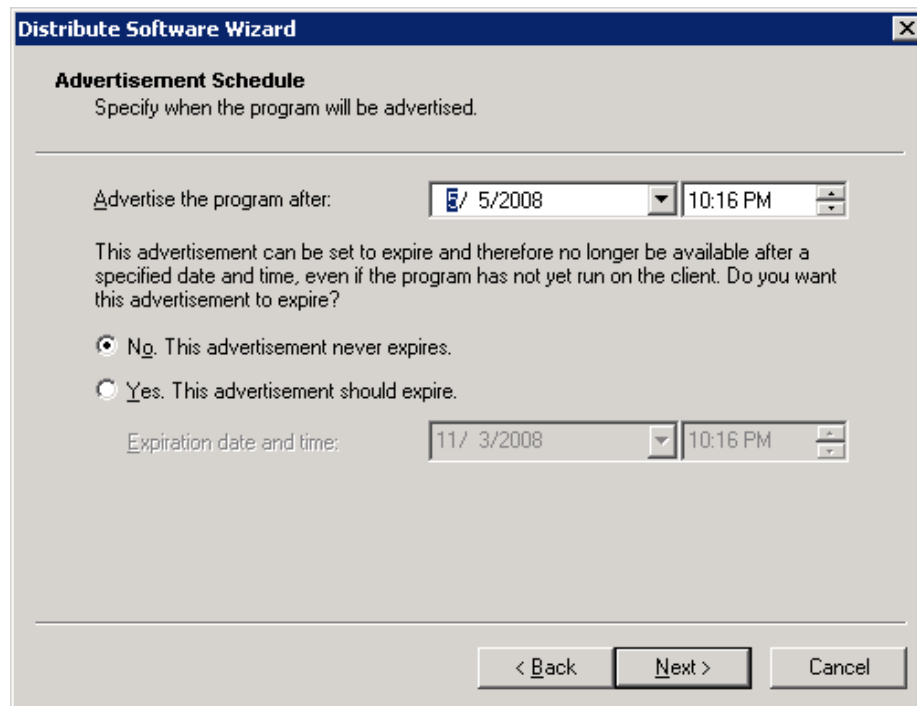 Distribute Software Wizard
Advertisement Schedule
Specify when the program will be advertised.
Advertise the program after: 5/ 5/2008 10:16 PM
This advertisement can be set to expire and therefore no longer be available after a
specified date and time, even if the program has not yet run on the client. Do you want
this advertisement to expire?
No. This advertisement never expires.
Yes. This advertisement should expire.
Expiration date and time: 11/ 3/2008 10:16 PM
< Back Next > Cancel